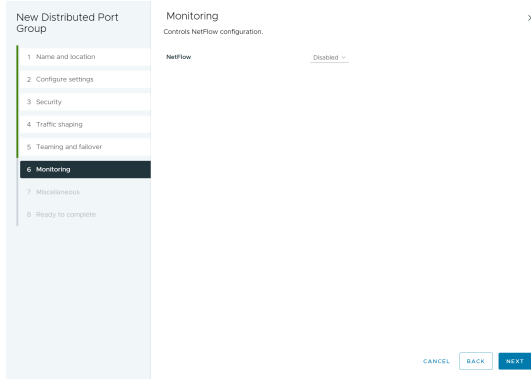 New Distributed Port
Group
1 Name and location
2 Configure settings
3 Security
4 Traffic shaping
5 Teaming and failover
6 Monitoring
7 Miscellaneous
8 Ready to complete
Monitoring
Controls NetFlow configuration.
NetFlow
Disabled
CANCEL
BACK
NEXT